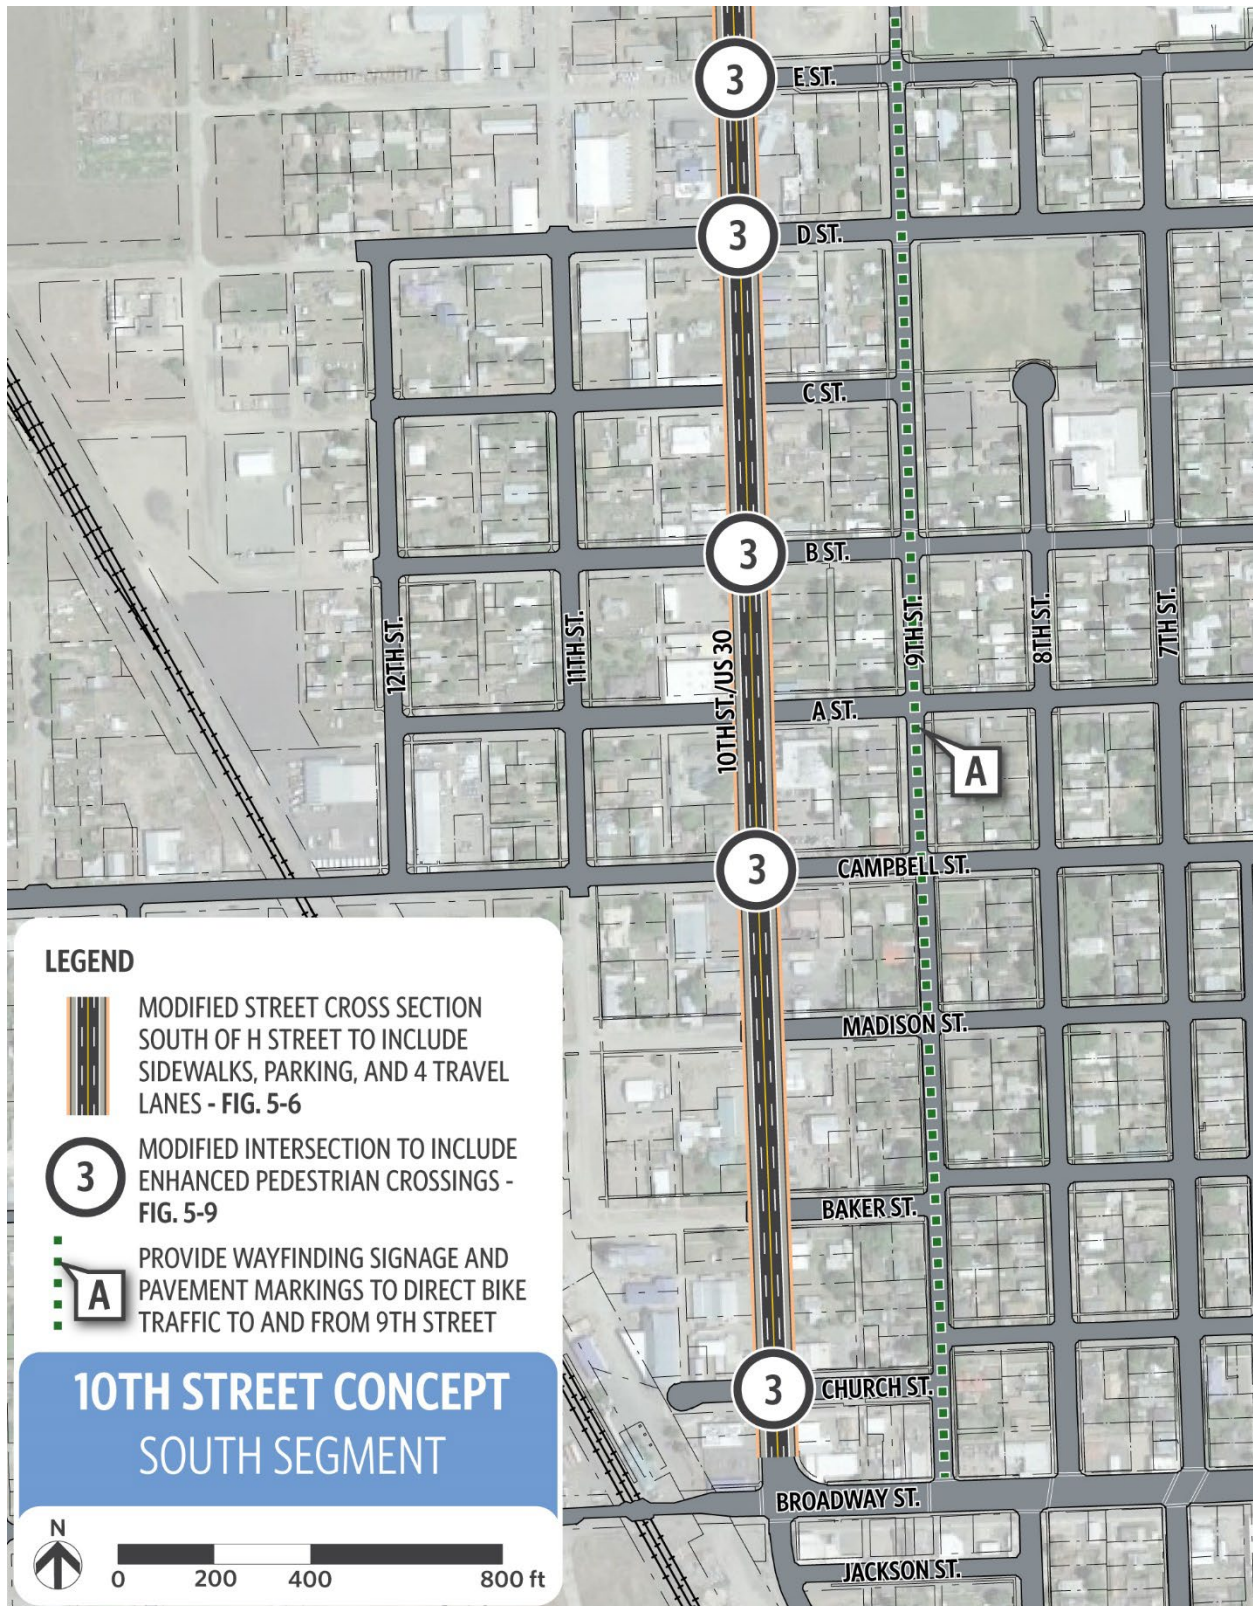 3
E ST.
3
D ST.
C ST.
3
B ST.
12TH ST.
11TH ST.
10TH ST./US 30
9TH ST.
8TH ST.
7TH ST.
A ST.
A
3
CAMPBELL ST.
MADISON ST.
BAKER ST.
3
CHURCH ST.
BROADWAY ST.
JACKSON ST.
LEGEND
MODIFIED STREET CROSS SECTION
SOUTH OF H STREET TO INCLUDE
SIDEWALKS, PARKING, AND 4 TRAVEL
LANES - FIG. 5-6
3
MODIFIED INTERSECTION TO INCLUDE
ENHANCED PEDESTRIAN CROSSINGS -
FIG. 5-9
A
PROVIDE WAYFINDING SIGNAGE AND
PAVEMENT MARKINGS TO DIRECT BIKE
TRAFFIC TO AND FROM 9TH STREET
10TH STREET CONCEPT
SOUTH SEGMENT
N
0 200 400 800 ft